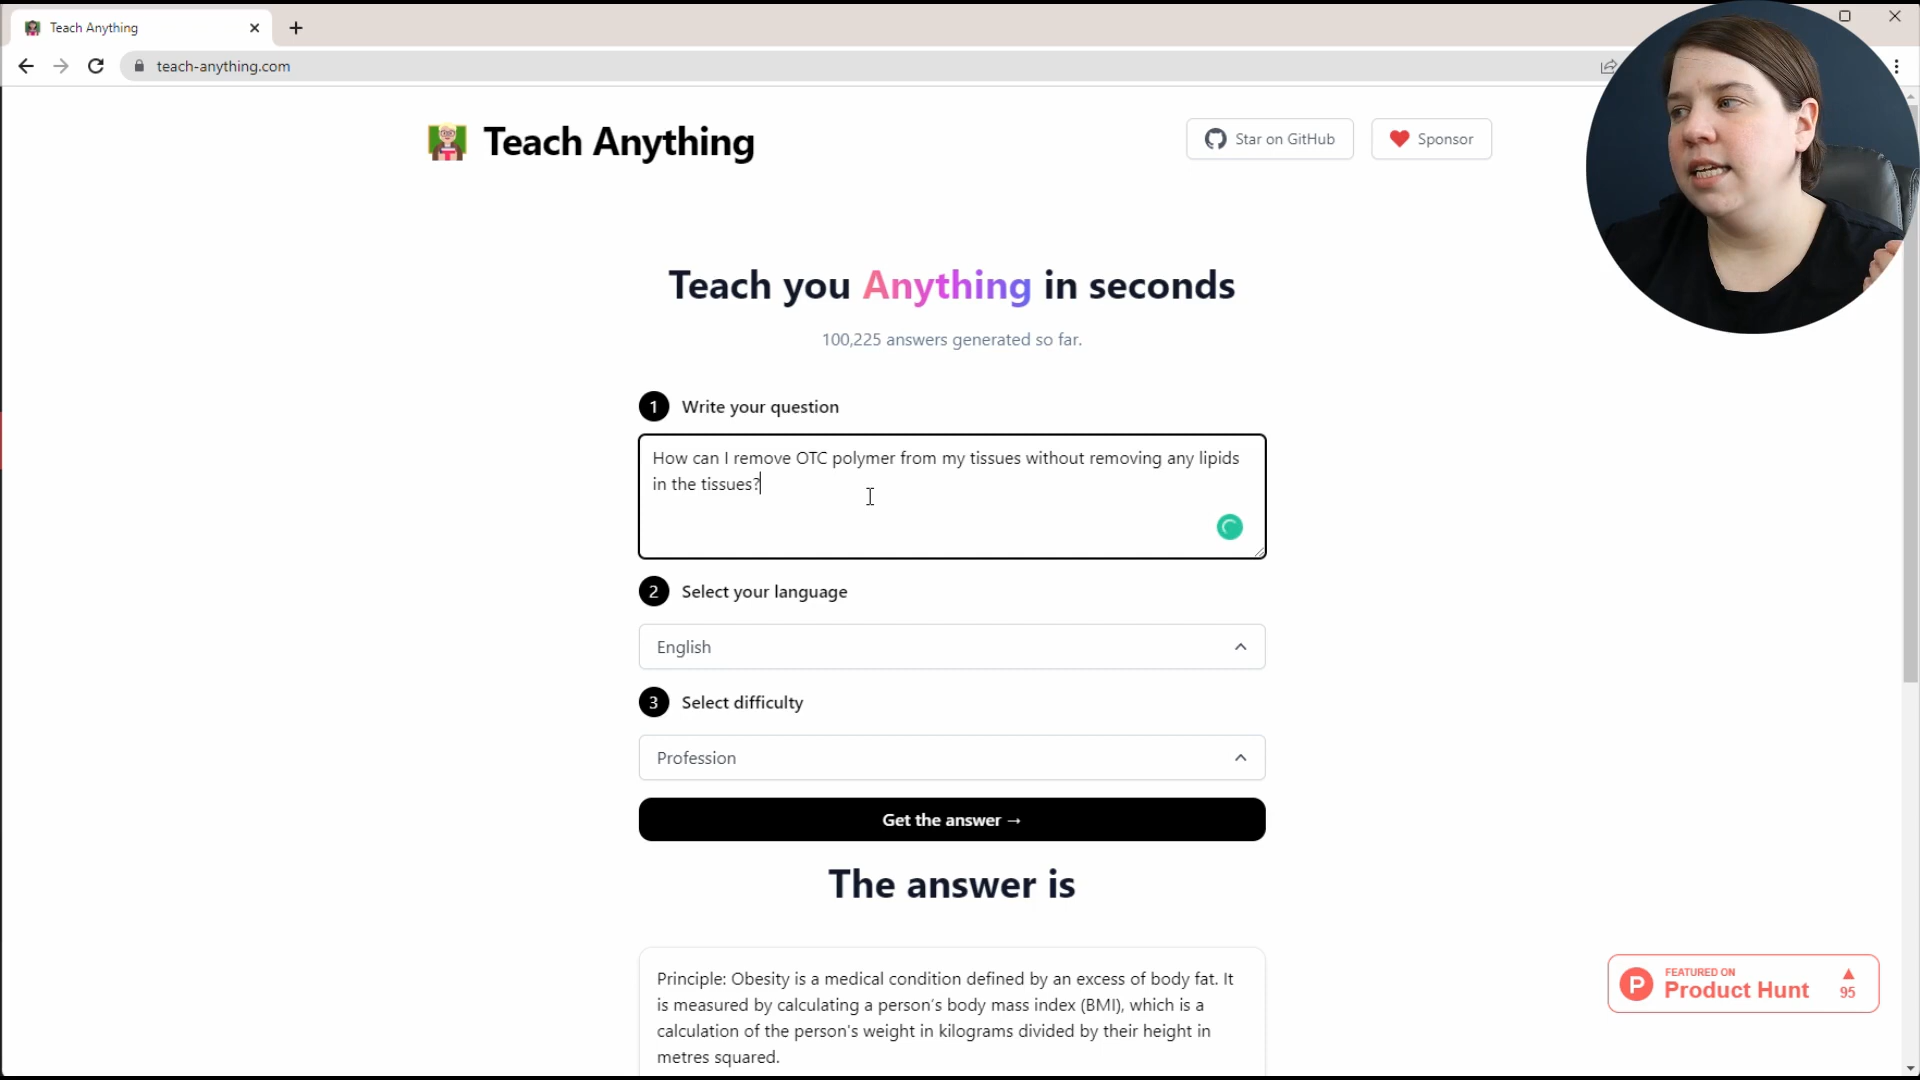 Teach Anything
teach-anything.com
Teach Anything
Star on GitHub
Sponsor
Teach you Anything in seconds
100,225 answers generated so far.
1 Write your question
How can I remove OTC polymer from my tissues without removing any lipids
in the tissues?
2 Select your language
English
3 Select difficulty
Profession
Get the answer →
The answer is
Principle: Obesity is a medical condition defined by an excess of body fat. It
is measured by calculating a person's body mass index (BMI), which is a
calculation of the person's weight in kilograms divided by their height in
metres squared.
P
FEATURED ON
Product Hunt
▲
95